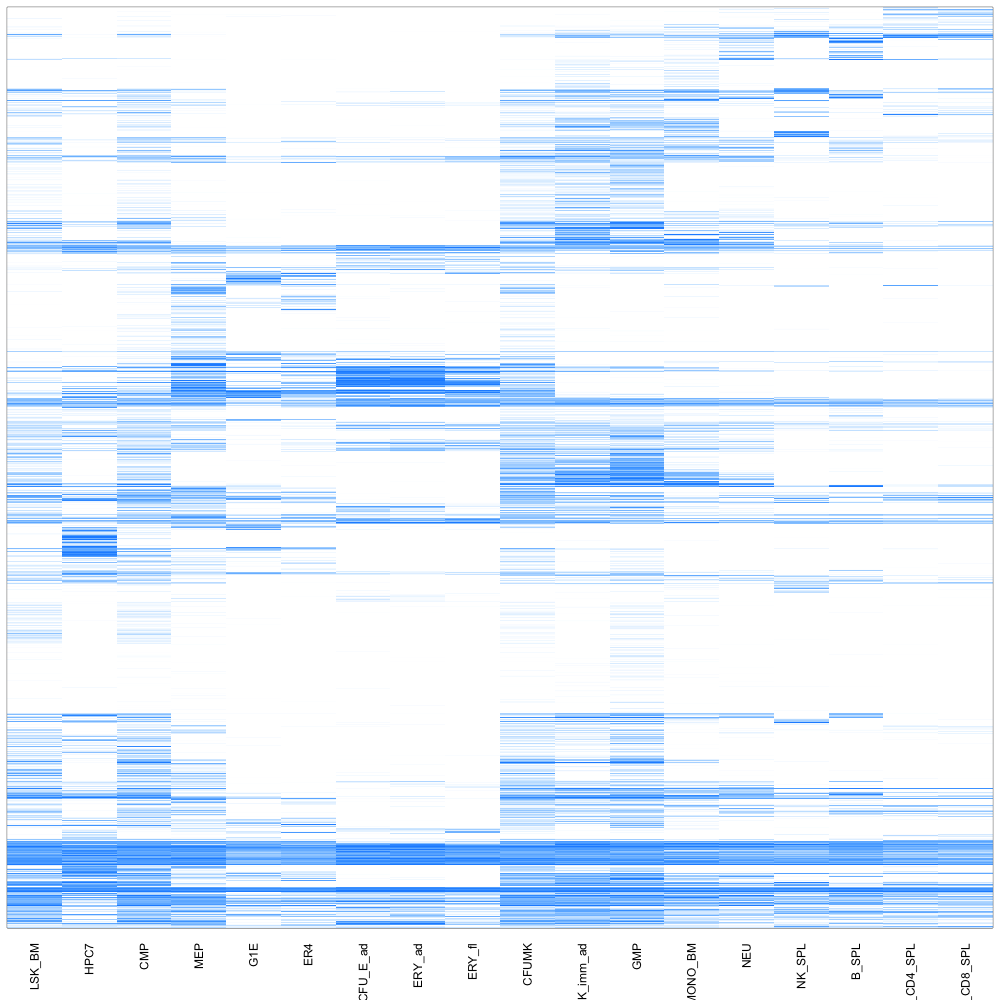 LSK_BM
HPC7
CMP
MEP
G1E
ER4
CFU_E_ad
ERY_ad
ERY_fl
CFUMK
K_imm_ad
GMP
MONO_BM
NEU
NK_SPL
B_SPL
_CD4_SPL
_CD8_SPL